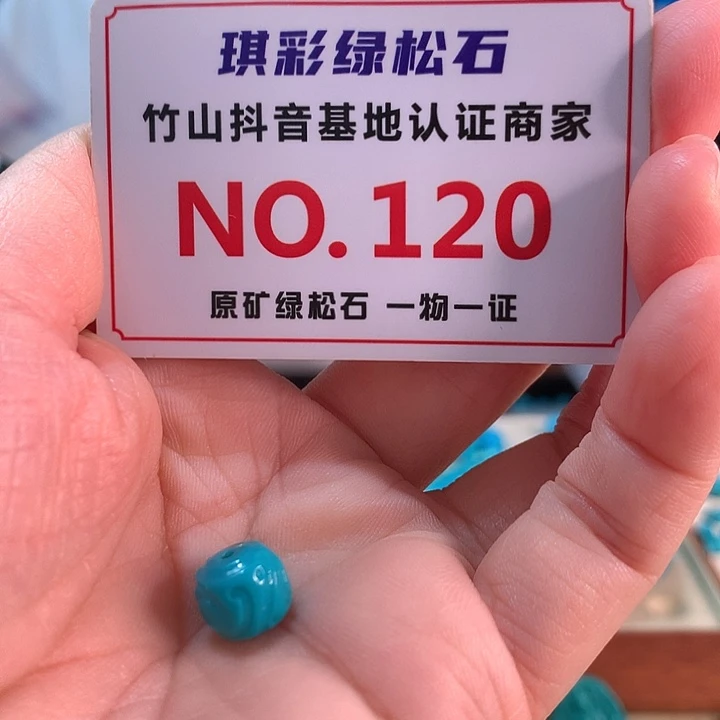 琪彩绿松石
竹山抖音基地认证商家
NO.120
原矿绿松石 一物一证